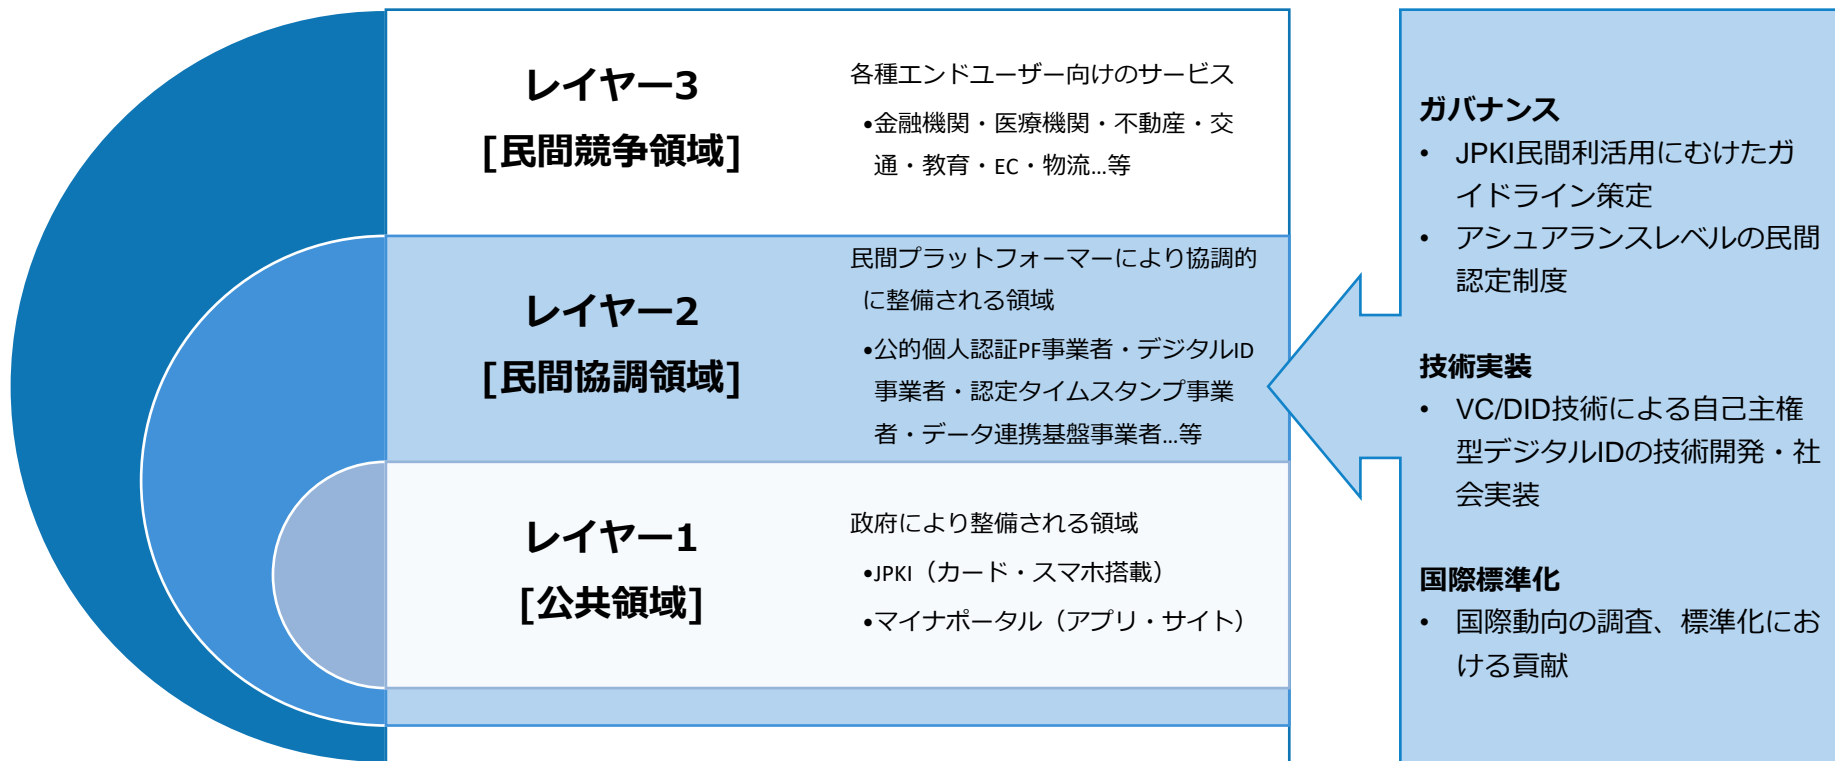 レイヤー3
[民間競争領域]
各種エンドユーザー向けのサービス
•金融機関・医療機関・不動産・交
通・教育・EC・物流…等
レイヤー2
[民間協調領域]
民間プラットフォーマーにより協調的
に整備される領域
•公的個人認証PF事業者・デジタルID
事業者・認定タイムスタンプ事業
者・データ連携基盤事業者…等
レイヤー1
[公共領域]
政府により整備される領域
•JPKI（カード・スマホ搭載）
•マイナポータル（アプリ・サイト）
ガバナンス
• JPKI民間利活用にむけたガ
イドライン策定
• アシュアランスレベルの民間
認定制度
技術実装
• VC/DID技術による自己主権
型デジタルIDの技術開発・社
会実装
国際標準化
• 国際動向の調査、標準化にお
ける貢献